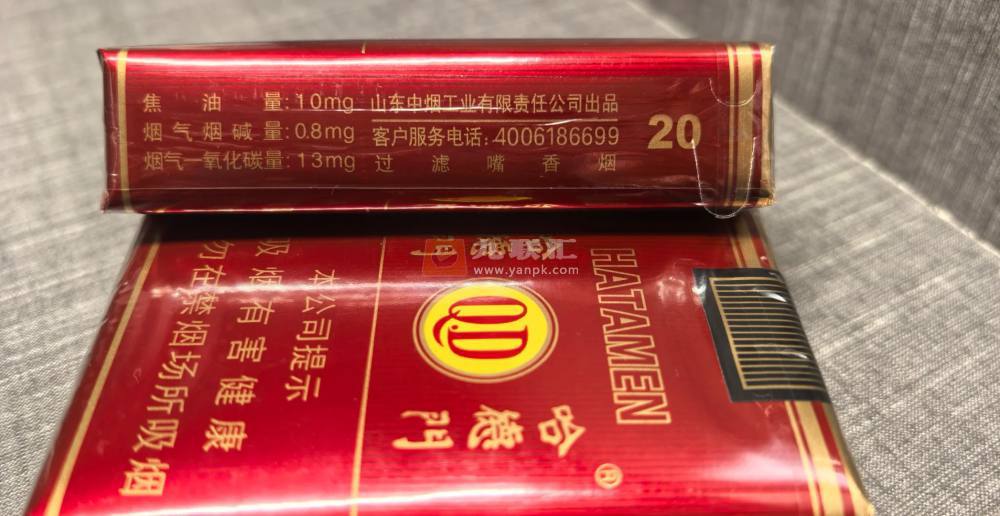 焦油量：10mg 山东中烟工业有限责任公司出品
烟气烟碱量：0.8mg 客户服务电话：4006186699
烟气一氧化碳量：13mg 过滤嘴香烟
20
www.yanpk.com
HATAMEN
QD
哈德門
®
本公司提示
吸烟有害健康
勿在禁烟场所吸烟